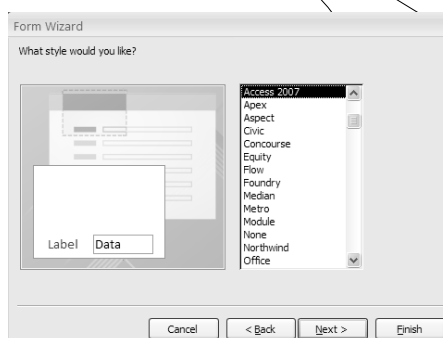 Form Wizard
What style would you like?
Label Data
Access 2007
Apex
Aspect
Civic
Concourse
Equity
Flow
Foundry
Median
Metro
Module
None
Northwind
Office
Cancel < Back Next > Finish